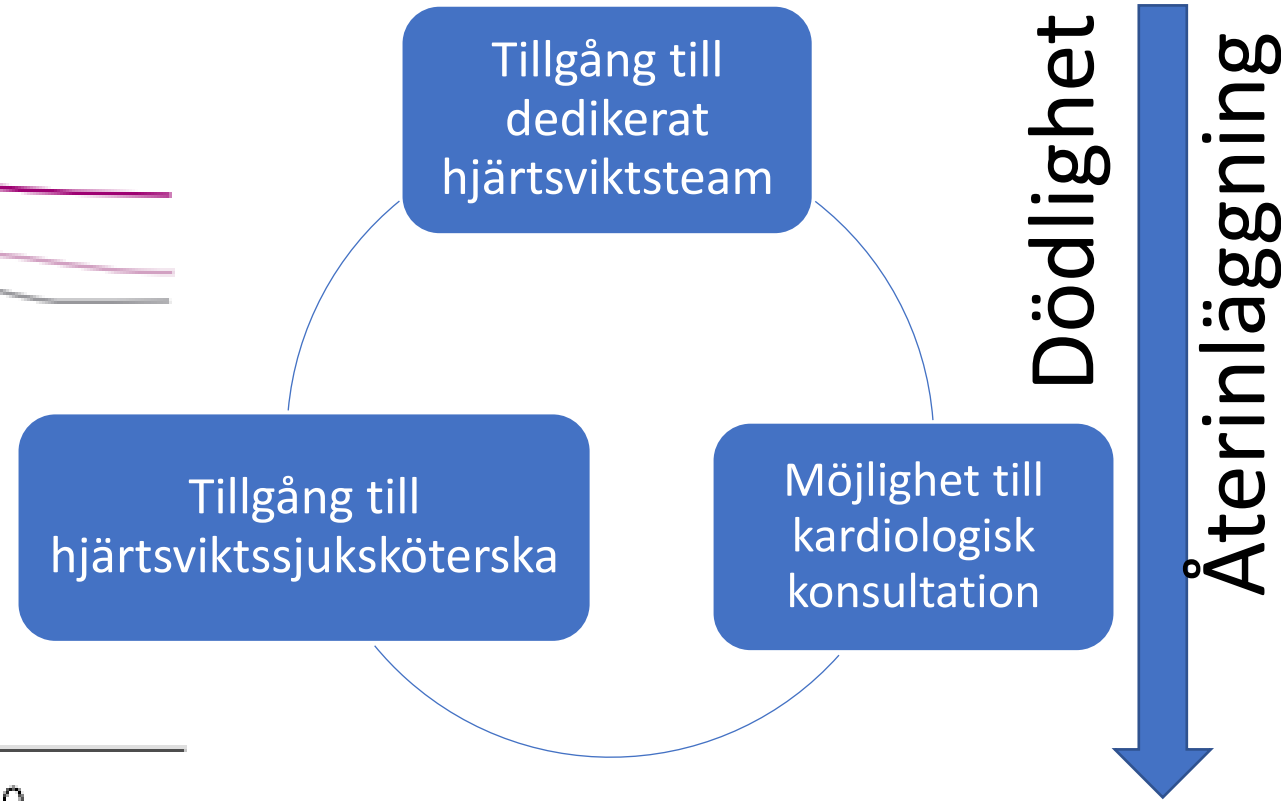 Tillgång till
dedikerat
hjärtsviktsteam
Tillgång till
hjärtsviktssjuksköterska
Möjlighet till
kardiologisk
konsultation
Dödlighet
Återinläggning